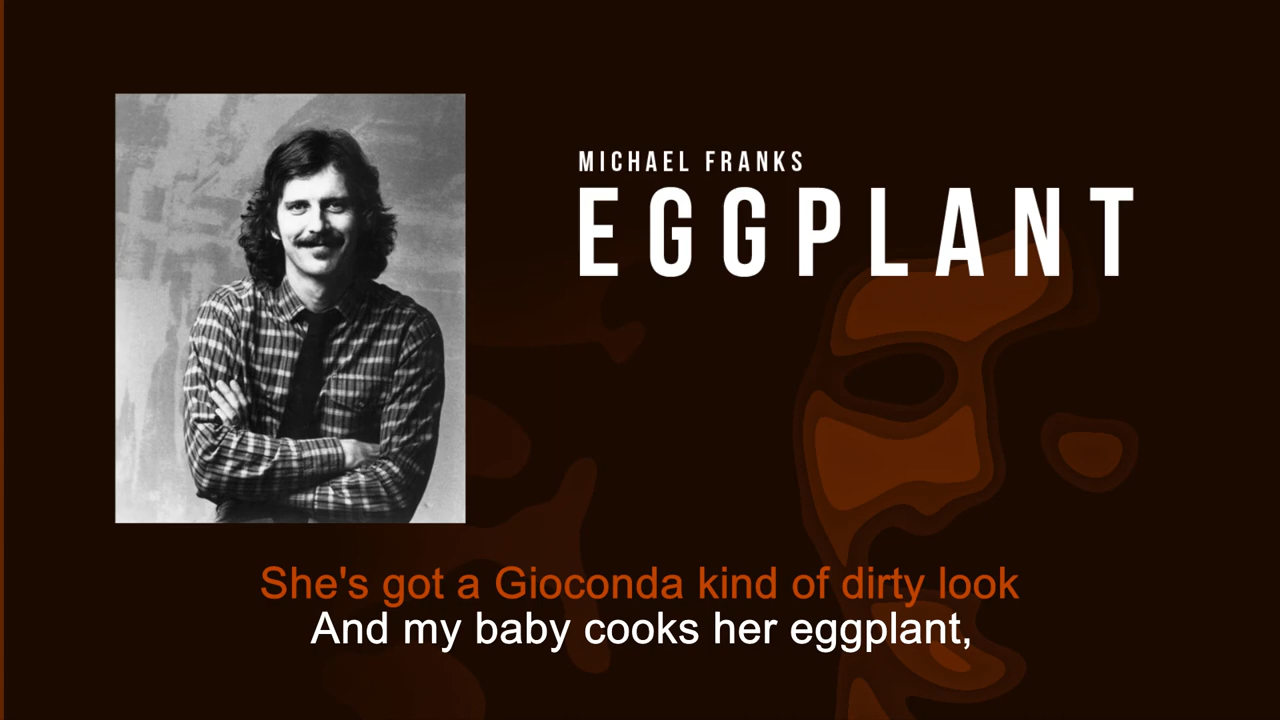 MICHAEL FRANKS
EGGPLANT
She's got a Gioconda kind of dirty look
And my baby cooks her eggplant,